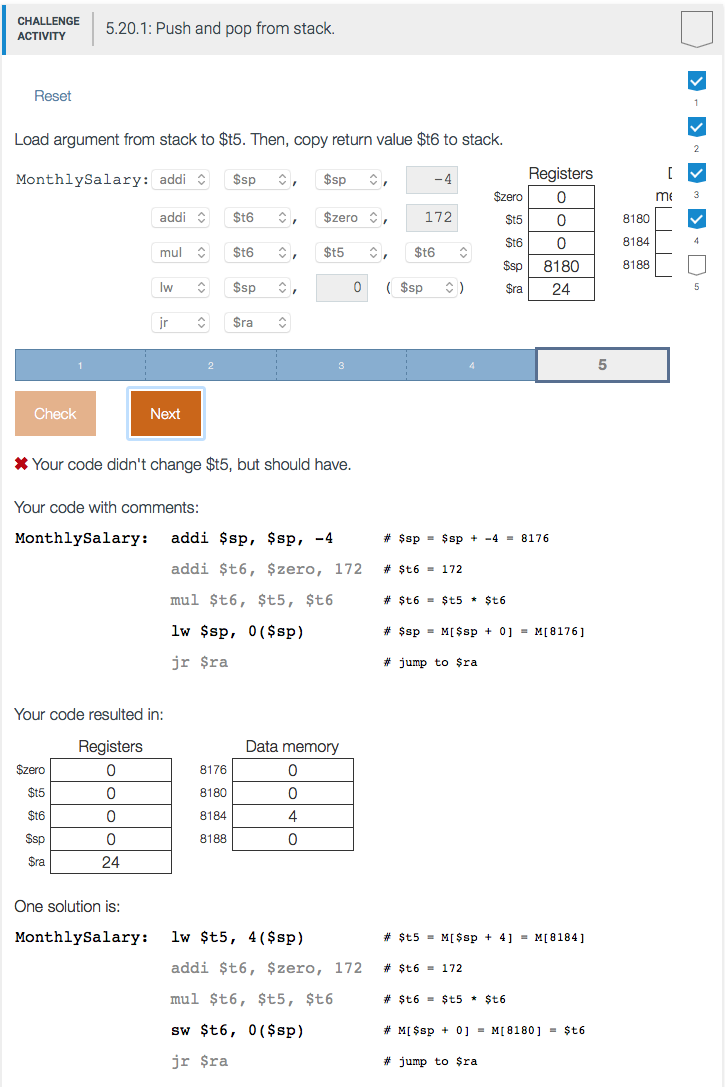 CHALLENGE
ACTIVITY
5.20.1: Push and pop from stack.
Reset
1
Load argument from stack to $t5. Then, copy return value $t6 to stack.
2
MonthlySalary: addi $sp , $sp , -4
addi $t6 , $zero , 172
mul $t6 , $t5 , $t6
lw $sp , 0 ( $sp )
jr $ra
Registers
$zero 0
$t5 0
$t6 0
$sp 8180
$ra 24
8180
8184
8188
3
4
5
1 2 3 4 5
Check Next
✖ Your code didn't change $t5, but should have.
Your code with comments:
MonthlySalary: addi $sp, $sp, -4 # $sp = $sp + -4 = 8176
addi $t6, $zero, 172 # $t6 = 172
mul $t6, $t5, $t6 # $t6 = $t5 * $t6
lw $sp, 0($sp) # $sp = M[$sp + 0] = M[8176]
jr $ra # jump to $ra
Your code resulted in:
Registers Data memory
$zero 0 8176 0
$t5 0 8180 0
$t6 0 8184 4
$sp 0 8188 0
$ra 24
One solution is:
MonthlySalary: lw $t5, 4($sp) # $t5 = M[$sp + 4] = M[8184]
addi $t6, $zero, 172 # $t6 = 172
mul $t6, $t5, $t6 # $t6 = $t5 * $t6
sw $t6, 0($sp) # M[$sp + 0] = M[8180] = $t6
jr $ra # jump to $ra